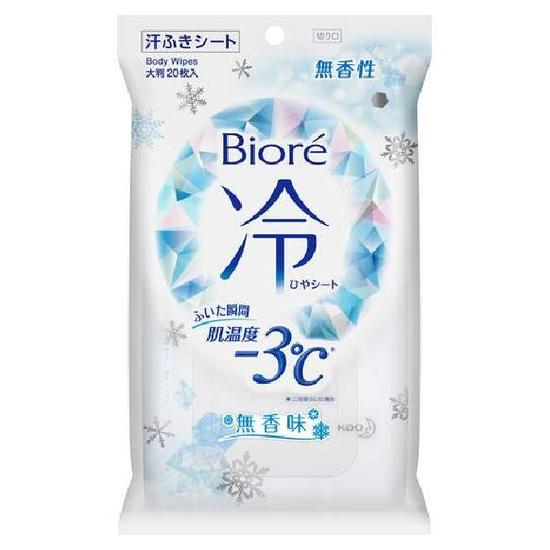 汗ふきシート
Body Wipes
大判20枚入
切り口
無香性
Bioré
冷
ひやシート
ふいた瞬間
肌温度
-3℃*
無香味
Kao